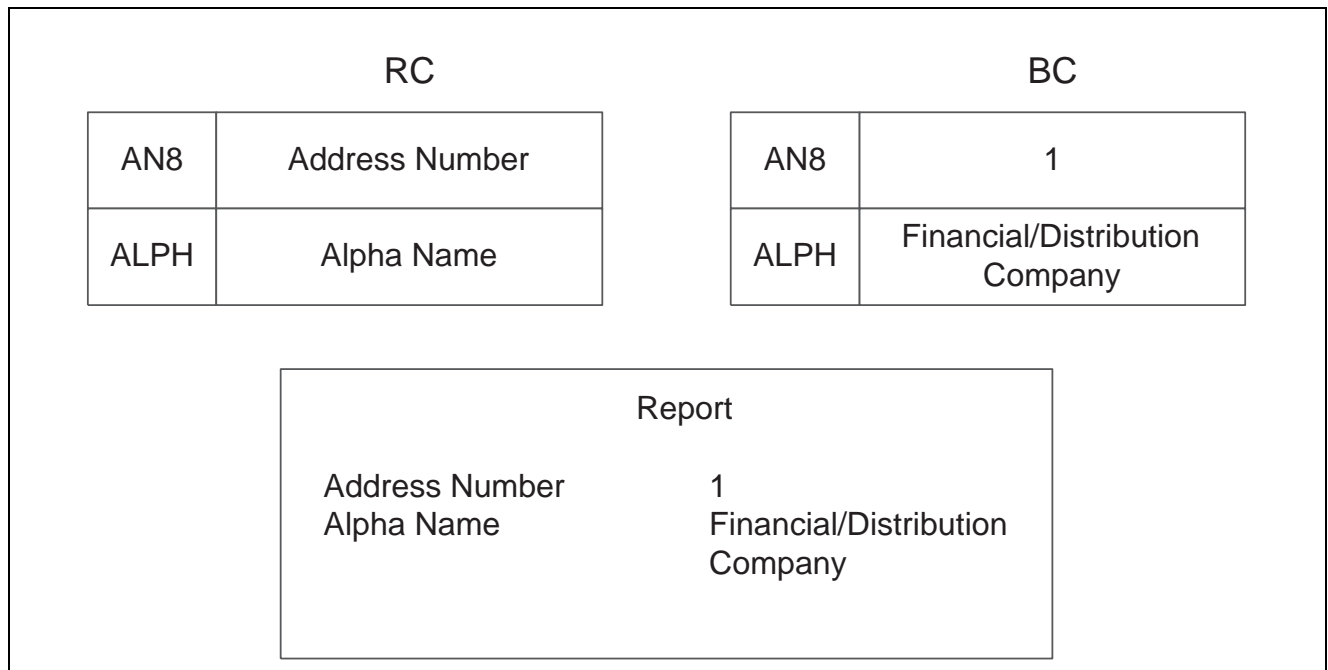 RC
AN8 Address Number
ALPH Alpha Name
BC
AN8 1
ALPH Financial/Distribution
Company
Report
Address Number 1
Alpha Name Financial/Distribution
Company